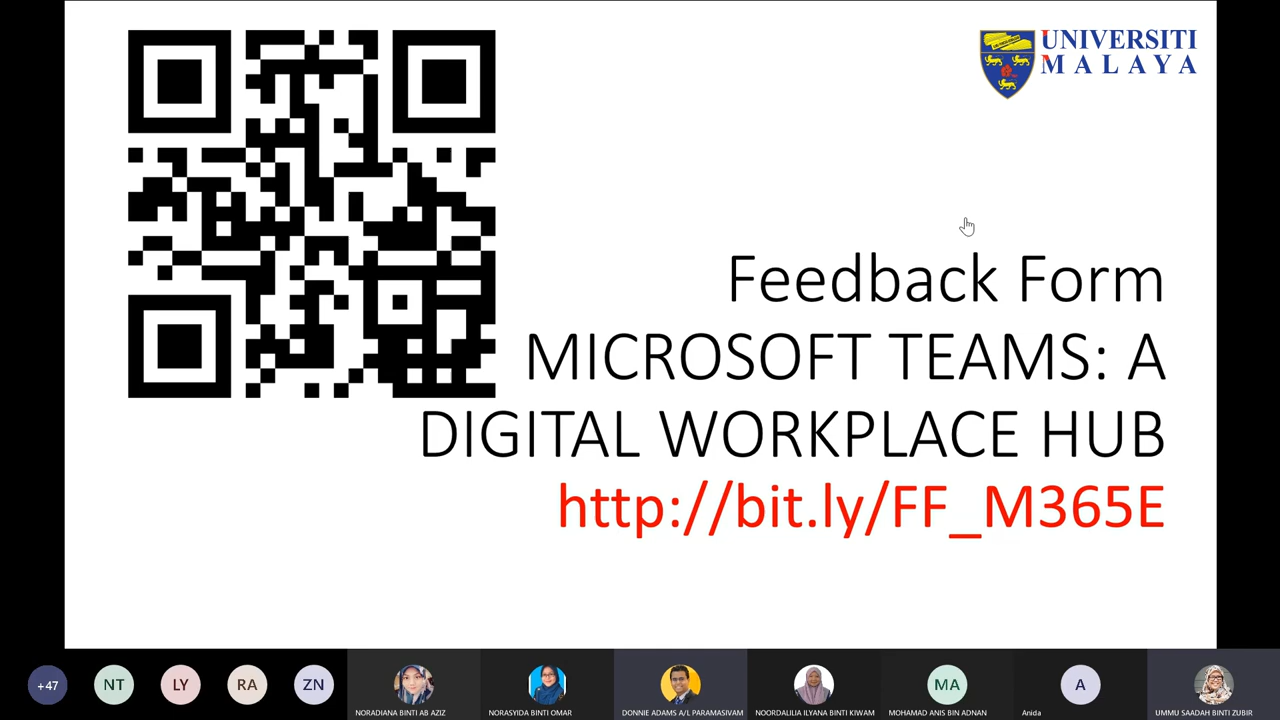 UNIVERSITI
MALAYA
Feedback Form
MICROSOFT TEAMS: A
DIGITAL WORKPLACE HUB
http://bit.ly/FF_M365E
+47
NT
LY
RA
ZN
MA
A
NORADIANA BINTI AB AZIZ
NORASYIDA BINTI OMAR
DONNIE ADAMS A/L PARAMASIVAM
NOORDALILIA ILYANA BINTI KIWAM
MOHAMAD ANIS BIN ADNAN
Anida
UMMU SAADAH BINTI ZUBIR